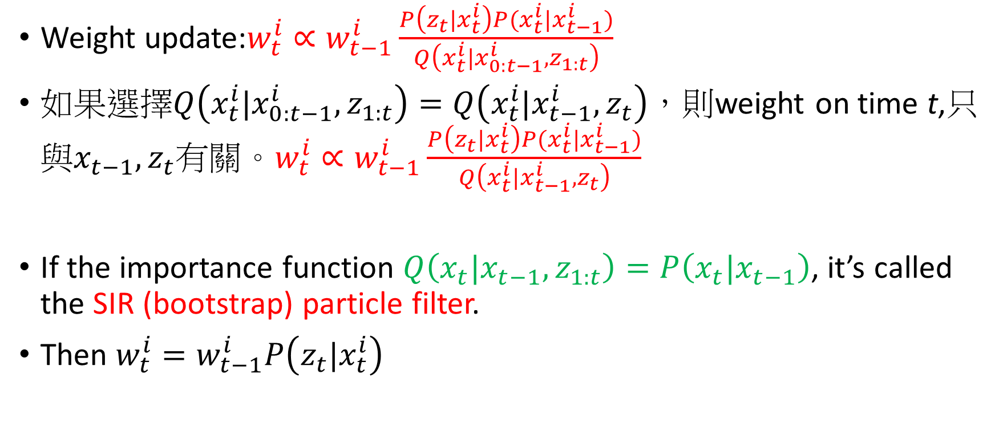 • Weight update:$w_t^i \propto w_{t-1}^i \frac{P(z_t|x_t^i)P(x_t^i|x_{t-1}^i)}{Q(x_t^i|x_{0:t-1}^i,z_{1:t})}$
• 如果選擇$Q(x_t^i|x_{0:t-1}^i, z_{1:t}) = Q(x_t^i|x_{t-1}^i, z_t)$，則weight on time t,只
與$x_{t-1}, z_t$有關。$w_t^i \propto w_{t-1}^i \frac{P(z_t|x_t^i)P(x_t^i|x_{t-1}^i)}{Q(x_t^i|x_{t-1}^i,z_t)}$
• If the importance function $Q(x_t|x_{t-1}, z_{1:t}) = P(x_t|x_{t-1})$, it’s called
the SIR (bootstrap) particle filter.
• Then $w_t^i = w_{t-1}^i P(z_t|x_t^i)$